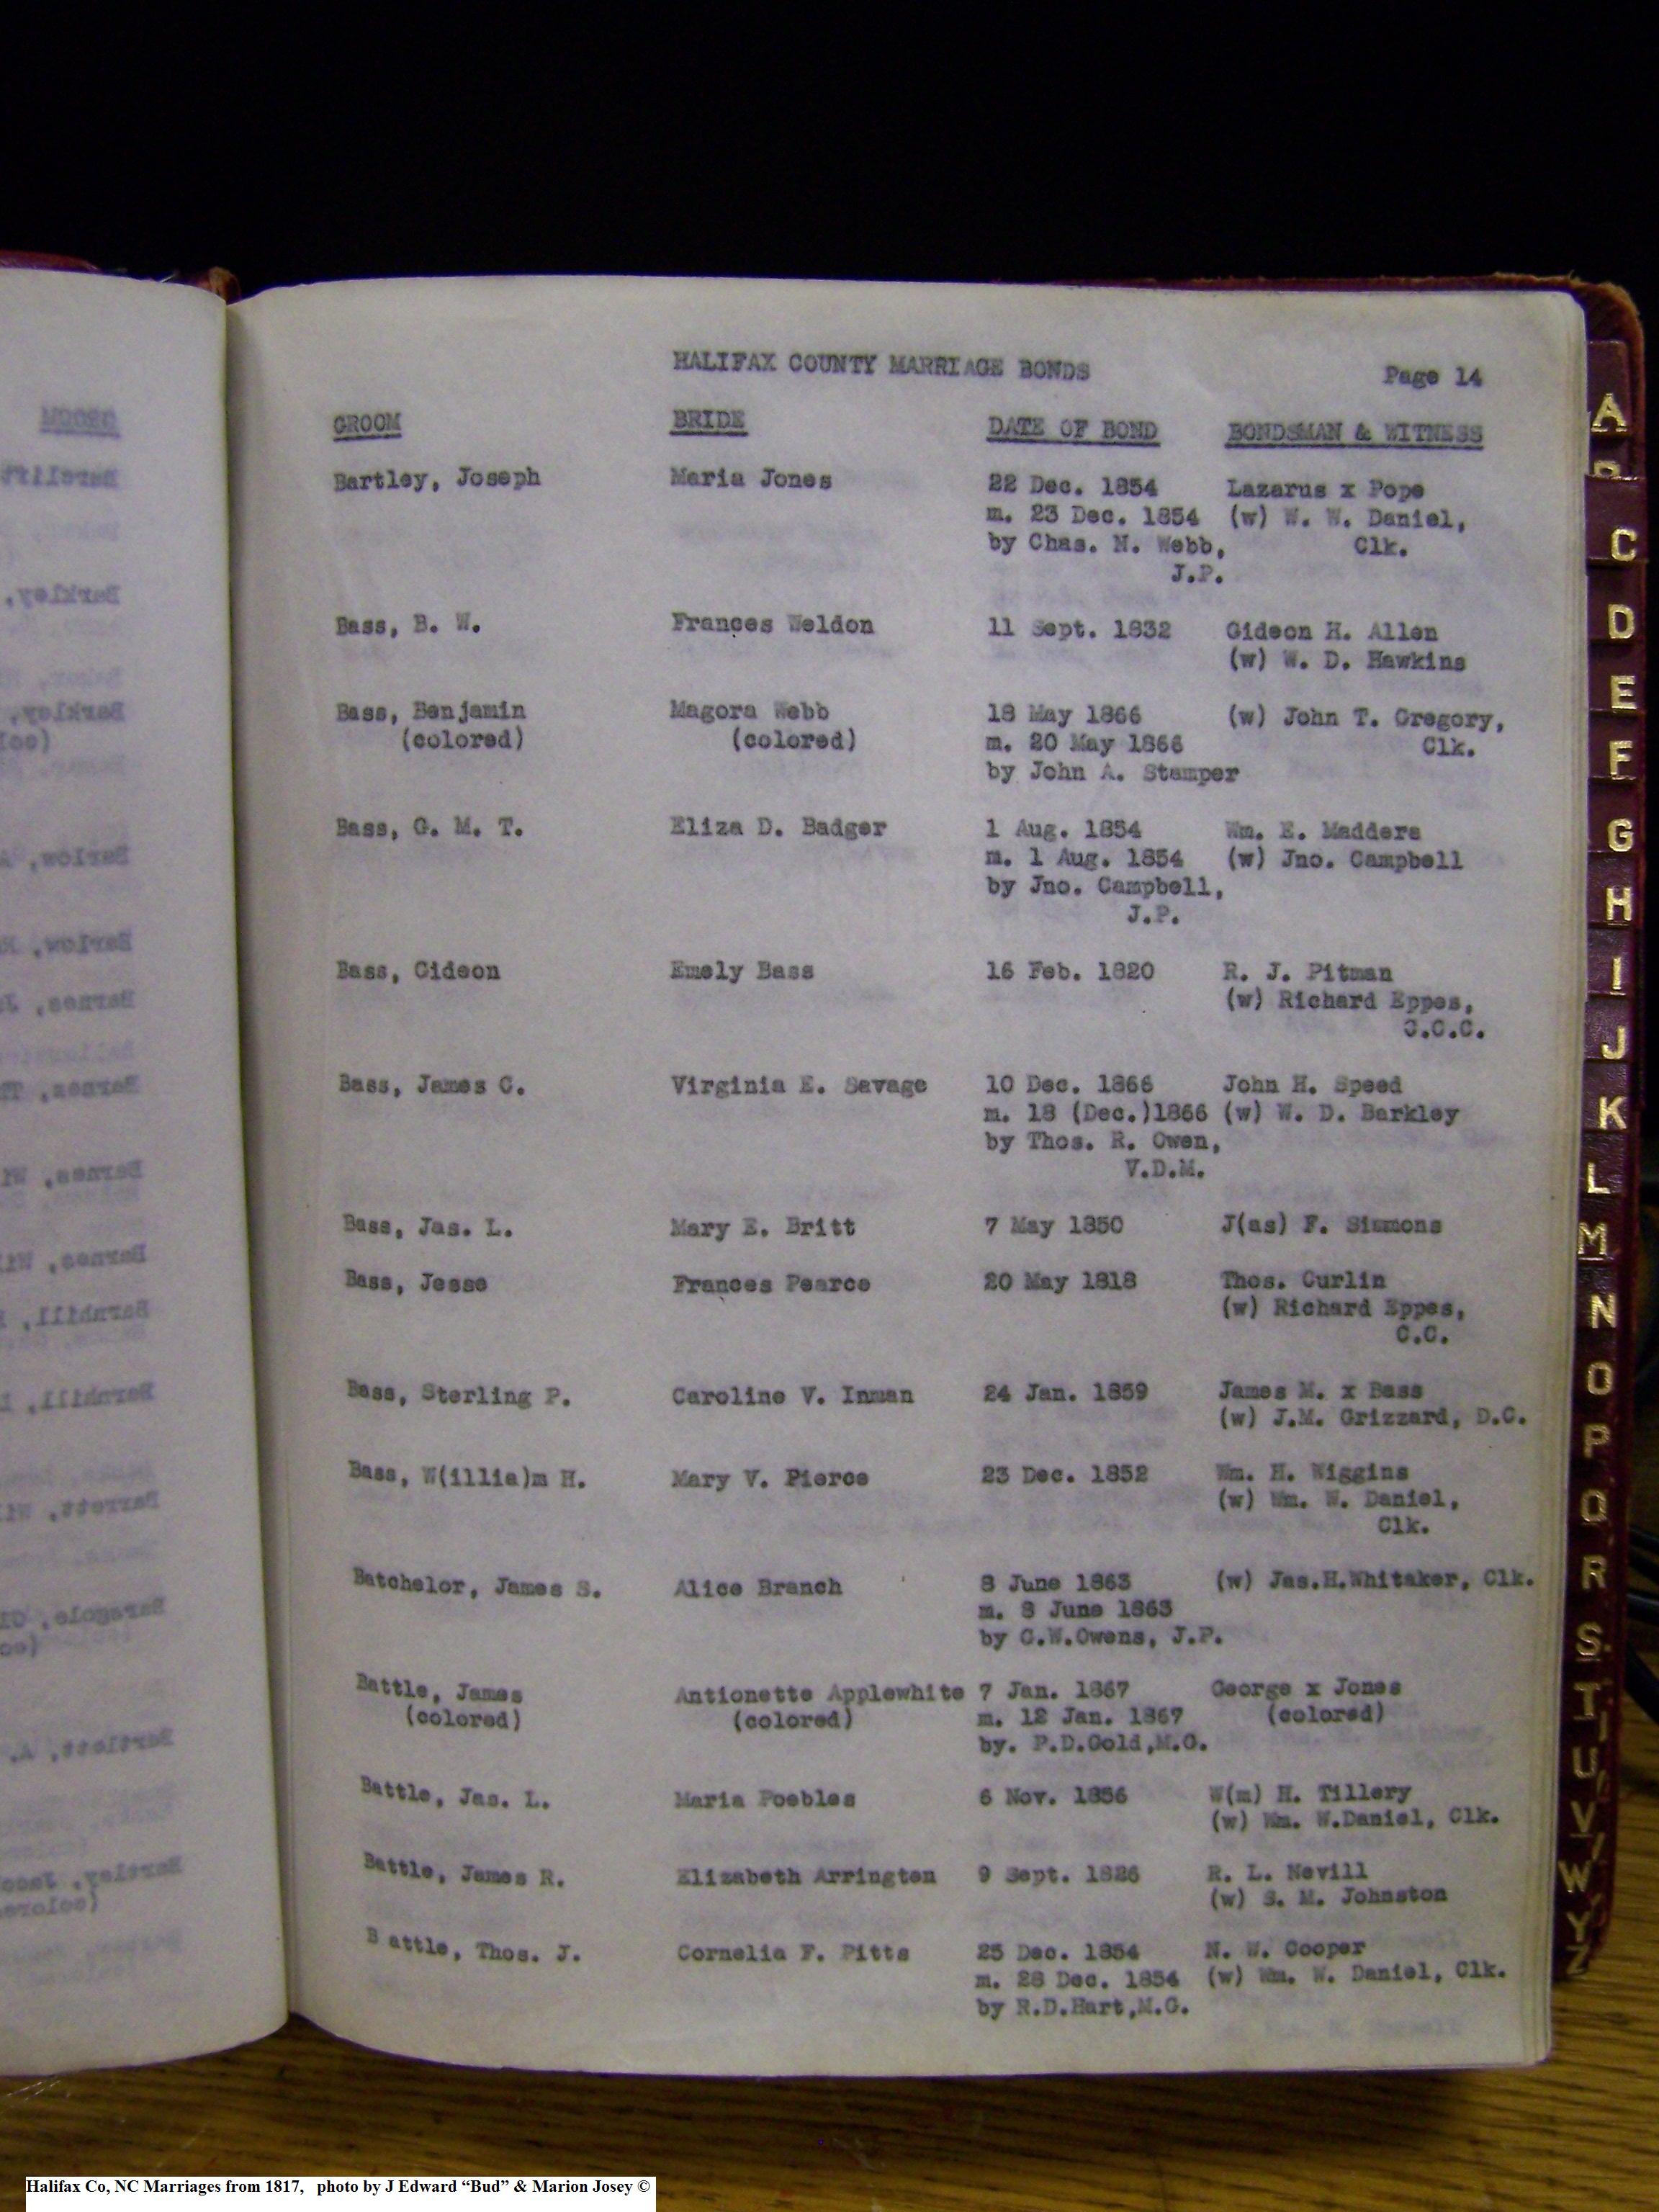 HALIFAX COUNTY MARRIAGE BONDS Page 14
GROOM BRIDE DATE OF BOND BONDSMAN & WITNESS
Bartley, Joseph Maria Jones 22 Dec. 1854 Lazarus x Pope
m. 23 Dec. 1854 (w) W. W. Daniel,
by Chas. N. Webb, Clk.
J.P.
Bass, B. W. Frances Weldon 11 Sept. 1832 Gideon H. Allen
(w) W. D. Hawkins
Bass, Benjamin Magora Webb 18 May 1866 (w) John T. Gregory,
(colored) (colored) m. 20 May 1866 Clk.
by John A. Stamper
Bass, G. M. T. Eliza D. Badger 1 Aug. 1854 Wm. E. Madders
m. 1 Aug. 1854 (w) Jno. Campbell
by Jno. Campbell,
J.P.
Bass, Gideon Emely Bass 16 Feb. 1820 R. J. Pitman
(w) Richard Eppes,
C.C.C.
Bass, James C. Virginia E. Savage 10 Dec. 1866 John H. Speed
m. 18 (Dec.)1866 (w) W. D. Barkley
by Thos. R. Owen,
V.D.M.
Bass, Jas. L. Mary E. Britt 7 May 1850 J(as) F. Simmons
Bass, Jesse Frances Pearce 20 May 1818 Thos. Curlin
(w) Richard Eppes,
C.C.
Bass, Sterling P. Caroline V. Inman 24 Jan. 1859 James M. x Bass
(w) J.M. Grizzard, D.C.
Bass, W(illia)m H. Mary V. Pierce 23 Dec. 1852 Wm. H. Wiggins
(w) Wm. W. Daniel,
Clk.
Batchelor, James S. Alice Branch 8 June 1863 (w) Jas.H.Whitaker, Clk.
m. 8 June 1863
by C.W.Owens, J.P.
Battle, James Antionette Applewhite 7 Jan. 1867 George x Jones
(colored) (colored) m. 12 Jan. 1867 (colored)
by. P.D.Gold,M.G.
Battle, Jas. L. Maria Peebles 6 Nov. 1856 W(m) H. Tillery
(w) Wm. W.Daniel, Clk.
Battle, James R. Elizabeth Arrington 9 Sept. 1826 R. L. Nevill
(w) S. M. Johnston
B attle, Thos. J. Cornelia F. Pitts 25 Dec. 1854 N. W. Cooper
m. 28 Dec. 1854 (w) Wm. W. Daniel, Clk.
by R.D.Hart,M.G.
A
B
C
D
E
F
G
H
I
J
K
L
M
N
O
P
Q
R
S
T
U
V
W
Y
Z
Halifax Co, NC Marriages from 1817, photo by J Edward “Bud” & Marion Josey ©